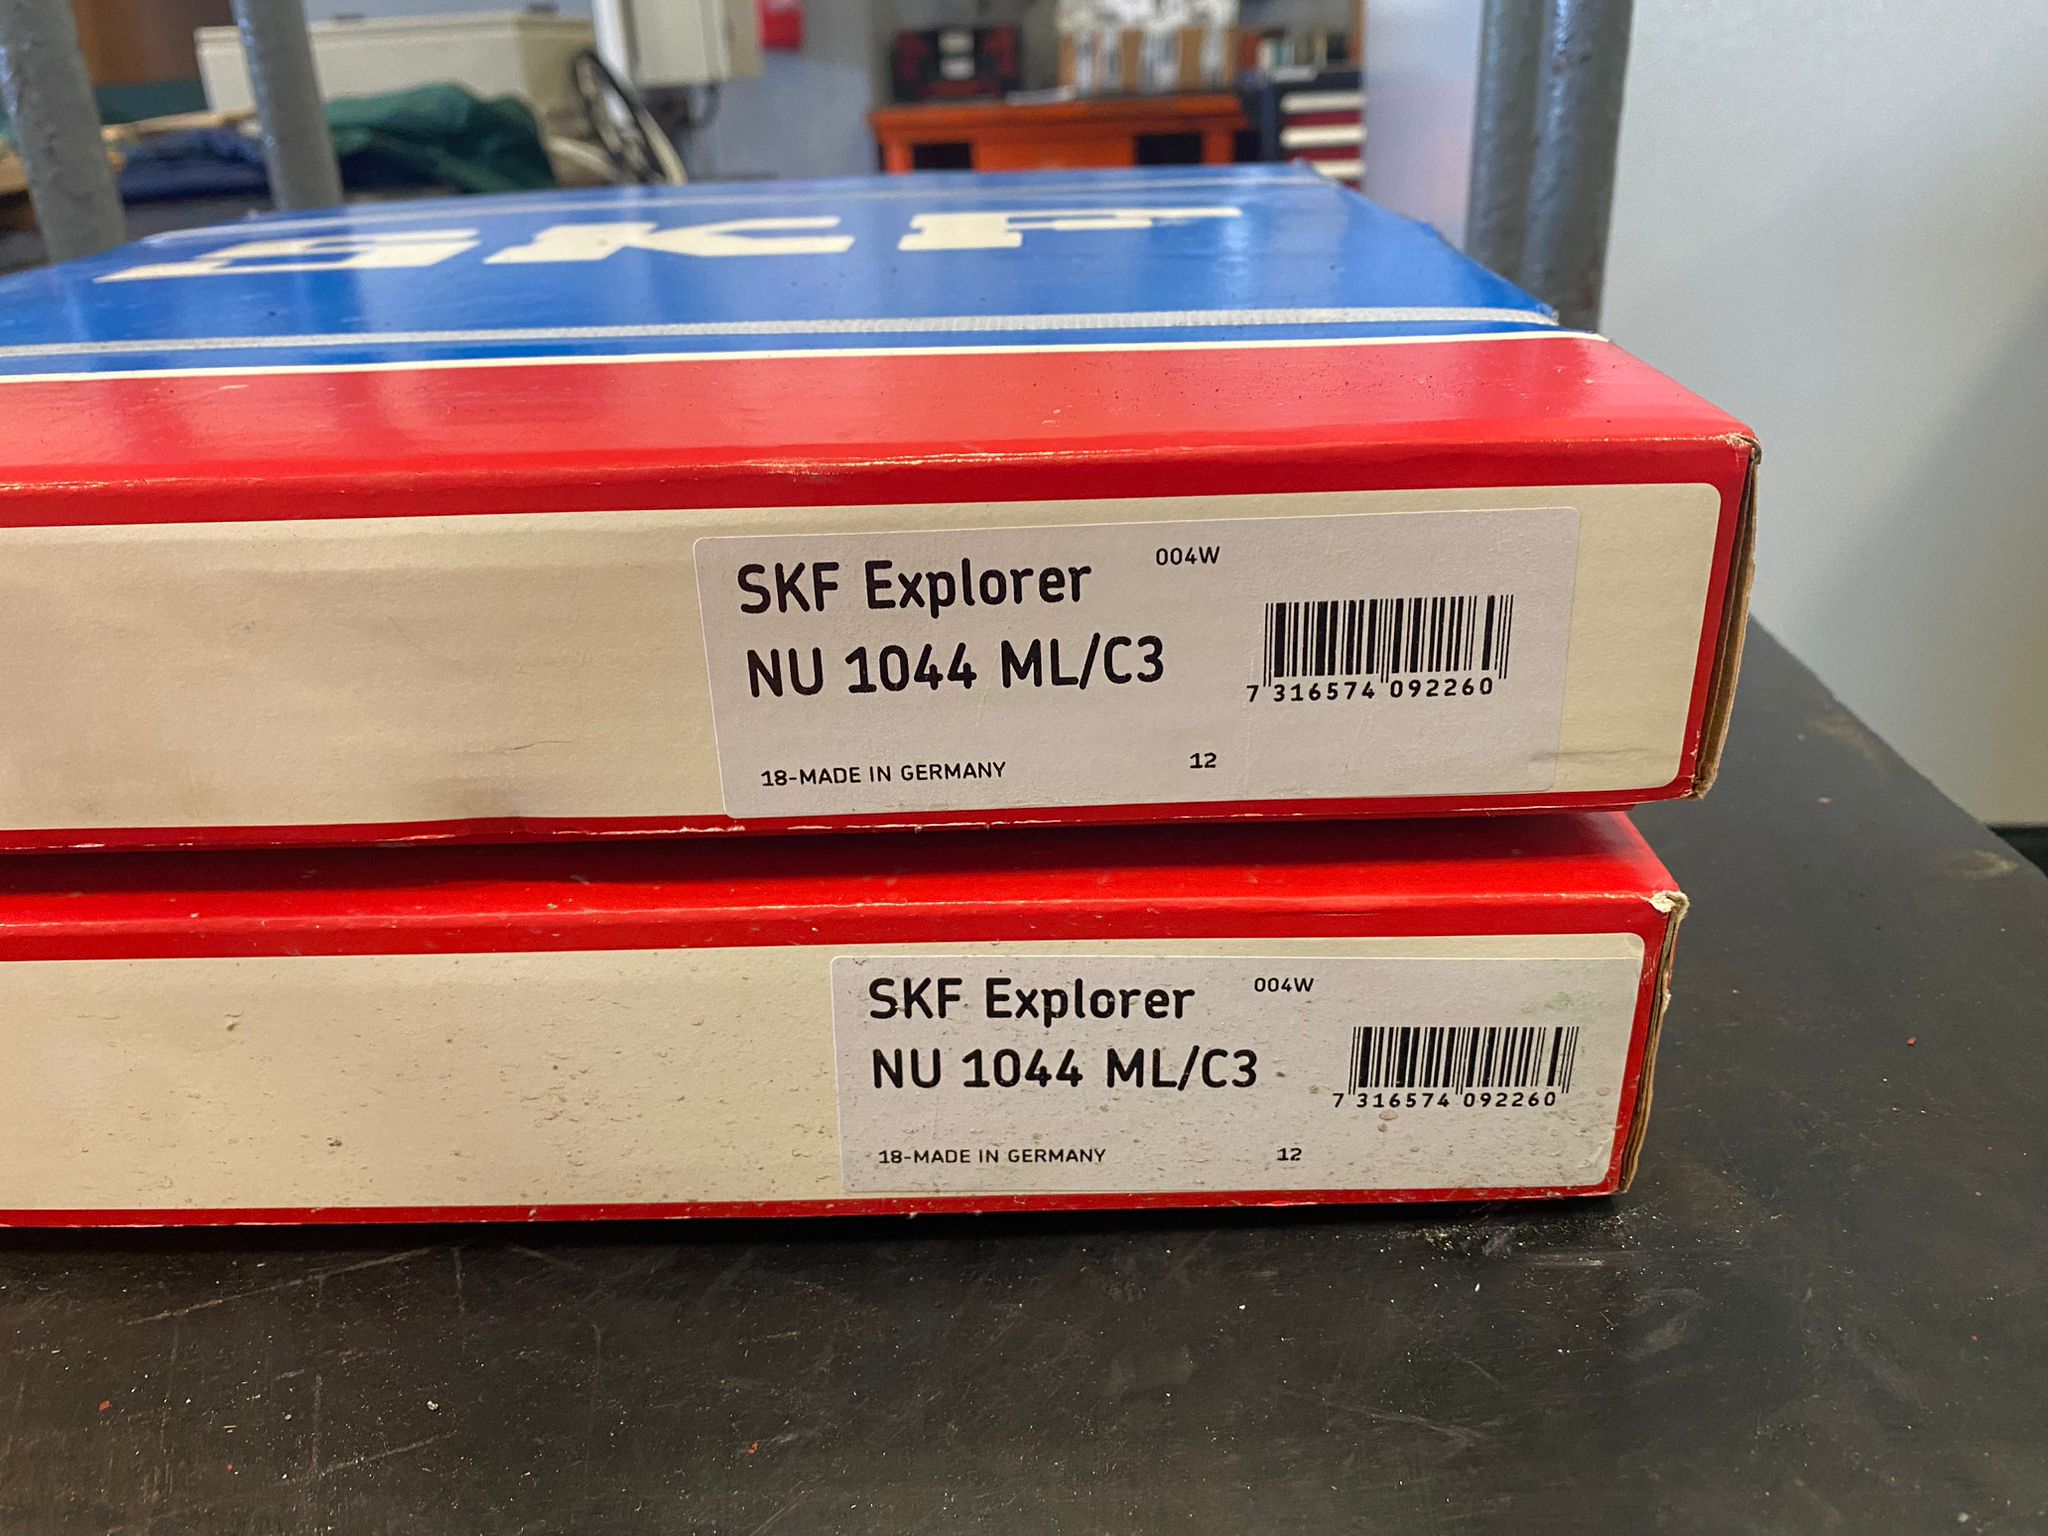 SKF
SKF Explorer 004W
NU 1044 ML/C3
7 316574 092260
18-MADE IN GERMANY 12
SKF Explorer 004W
NU 1044 ML/C3
7 316574 092260
18-MADE IN GERMANY 12